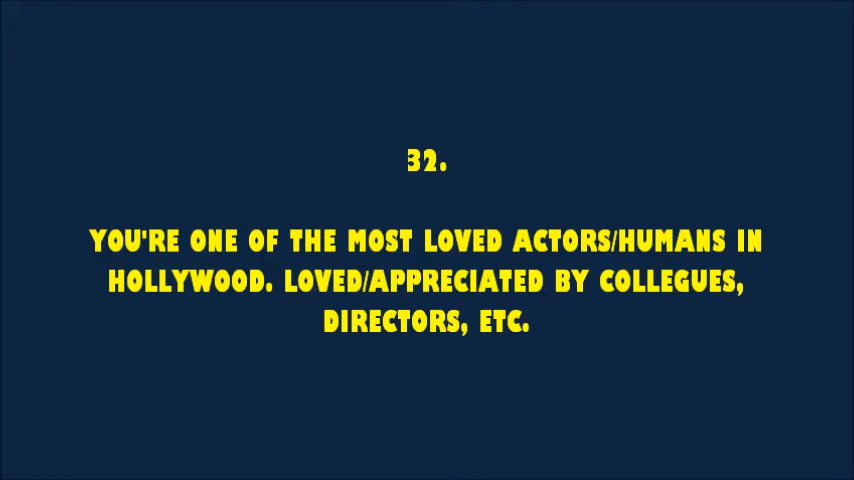 32.
YOU'RE ONE OF THE MOST LOVED ACTORS/HUMANS IN
HOLLYWOOD. LOVED/APPRECIATED BY COLLEGUES,
DIRECTORS, ETC.